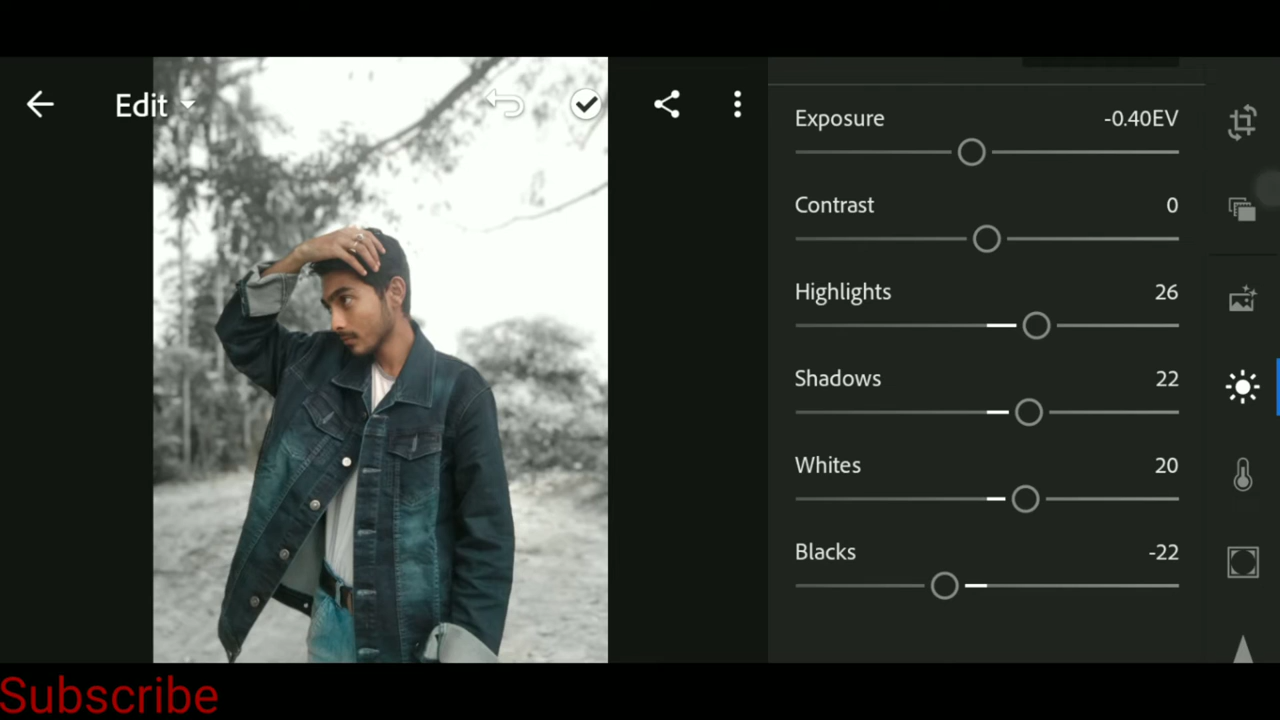 Edit
Exposure -0.40EV
Contrast 0
Highlights 26
Shadows 22
Whites 20
Blacks -22
Subscribe